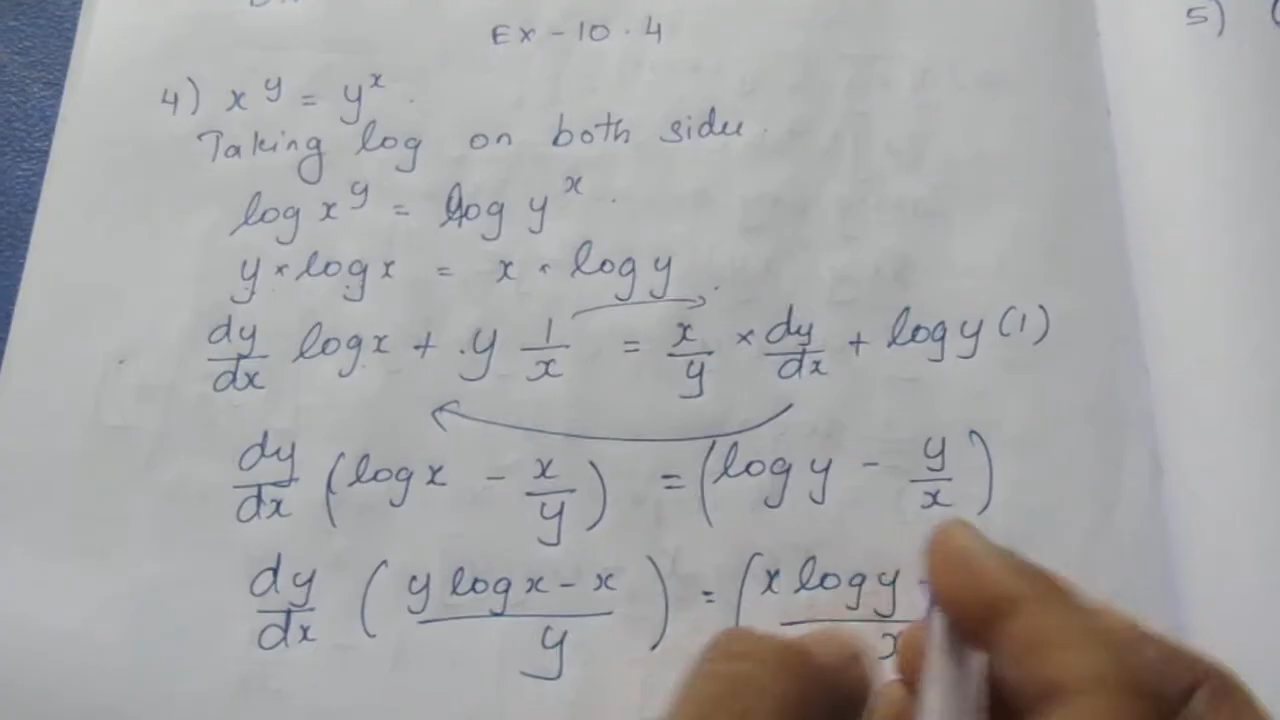 Ex - 10.4
5)
4) x^y = y^x.
Taking log on both side.
log x^y = log y^x.
y × log x = x · log y.
dy/dx log x + y 1/x = x/y × dy/dx + log y (1)
dy/dx (log x - x/y) = (log y - y/x)
dy/dx (y log x - x / y) = (x log y - / x